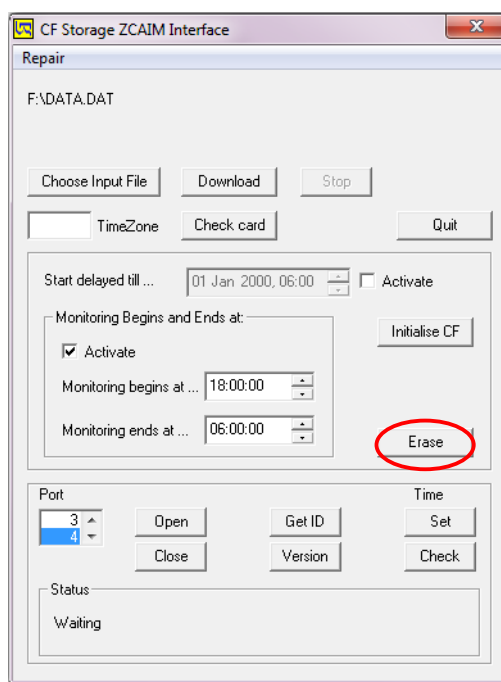 CF Storage ZCAIM Interface
Repair
F:\DATA.DAT
Choose Input File Download Stop
TimeZone Check card Quit
Start delayed till ... 01 Jan 2000, 06:00 Activate
Monitoring Begins and Ends at:
Initialise CF
Activate
Monitoring begins at ... 18:00:00
Monitoring ends at ... 06:00:00
Erase
Port Time
3 Open Get ID Set
4 Close Version Check
Status
Waiting